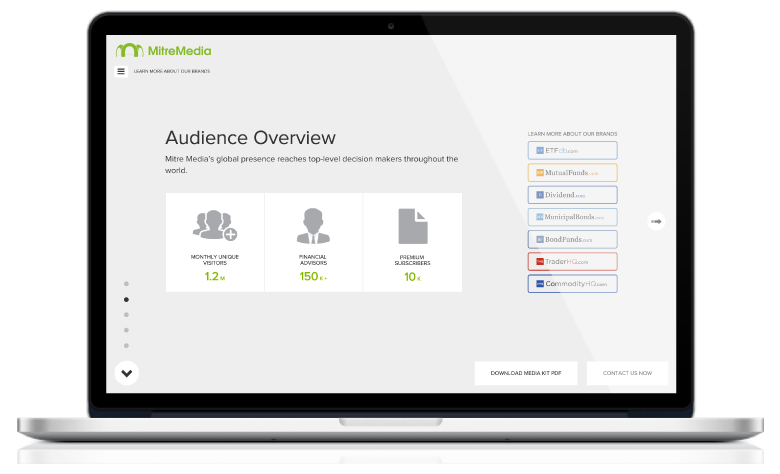 MitreMedia
LEARN MORE ABOUT OUR BRANDS
Audience Overview
Mitre Media's global presence reaches top-level decision makers throughout the
world.
MONTHLY UNIQUE
VISITORS
1.2 M
FINANCIAL
ADVISORS
150 K+
PREMIUM
SUBSCRIBERS
10 K
LEARN MORE ABOUT OUR BRANDS
ETFdb.com
MutualFunds.com
Dividend.com
MunicipalBonds.com
BondFunds.com
TraderHQ.com
CommodityHQ.com
DOWNLOAD MEDIA KIT PDF
CONTACT US NOW